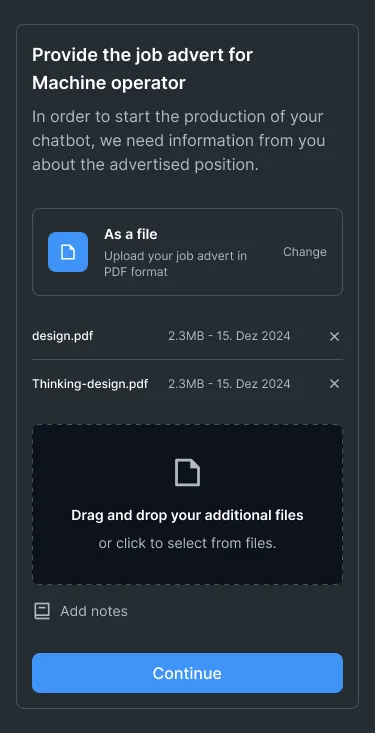 Provide the job advert for
Machine operator
In order to start the production of your
chatbot, we need information from you
about the advertised position.
As a file
Upload your job advert in
PDF format
Change
design.pdf 2.3MB - 15. Dez 2024
Thinking-design.pdf 2.3MB - 15. Dez 2024
Drag and drop your additional files
or click to select from files.
Add notes
Continue